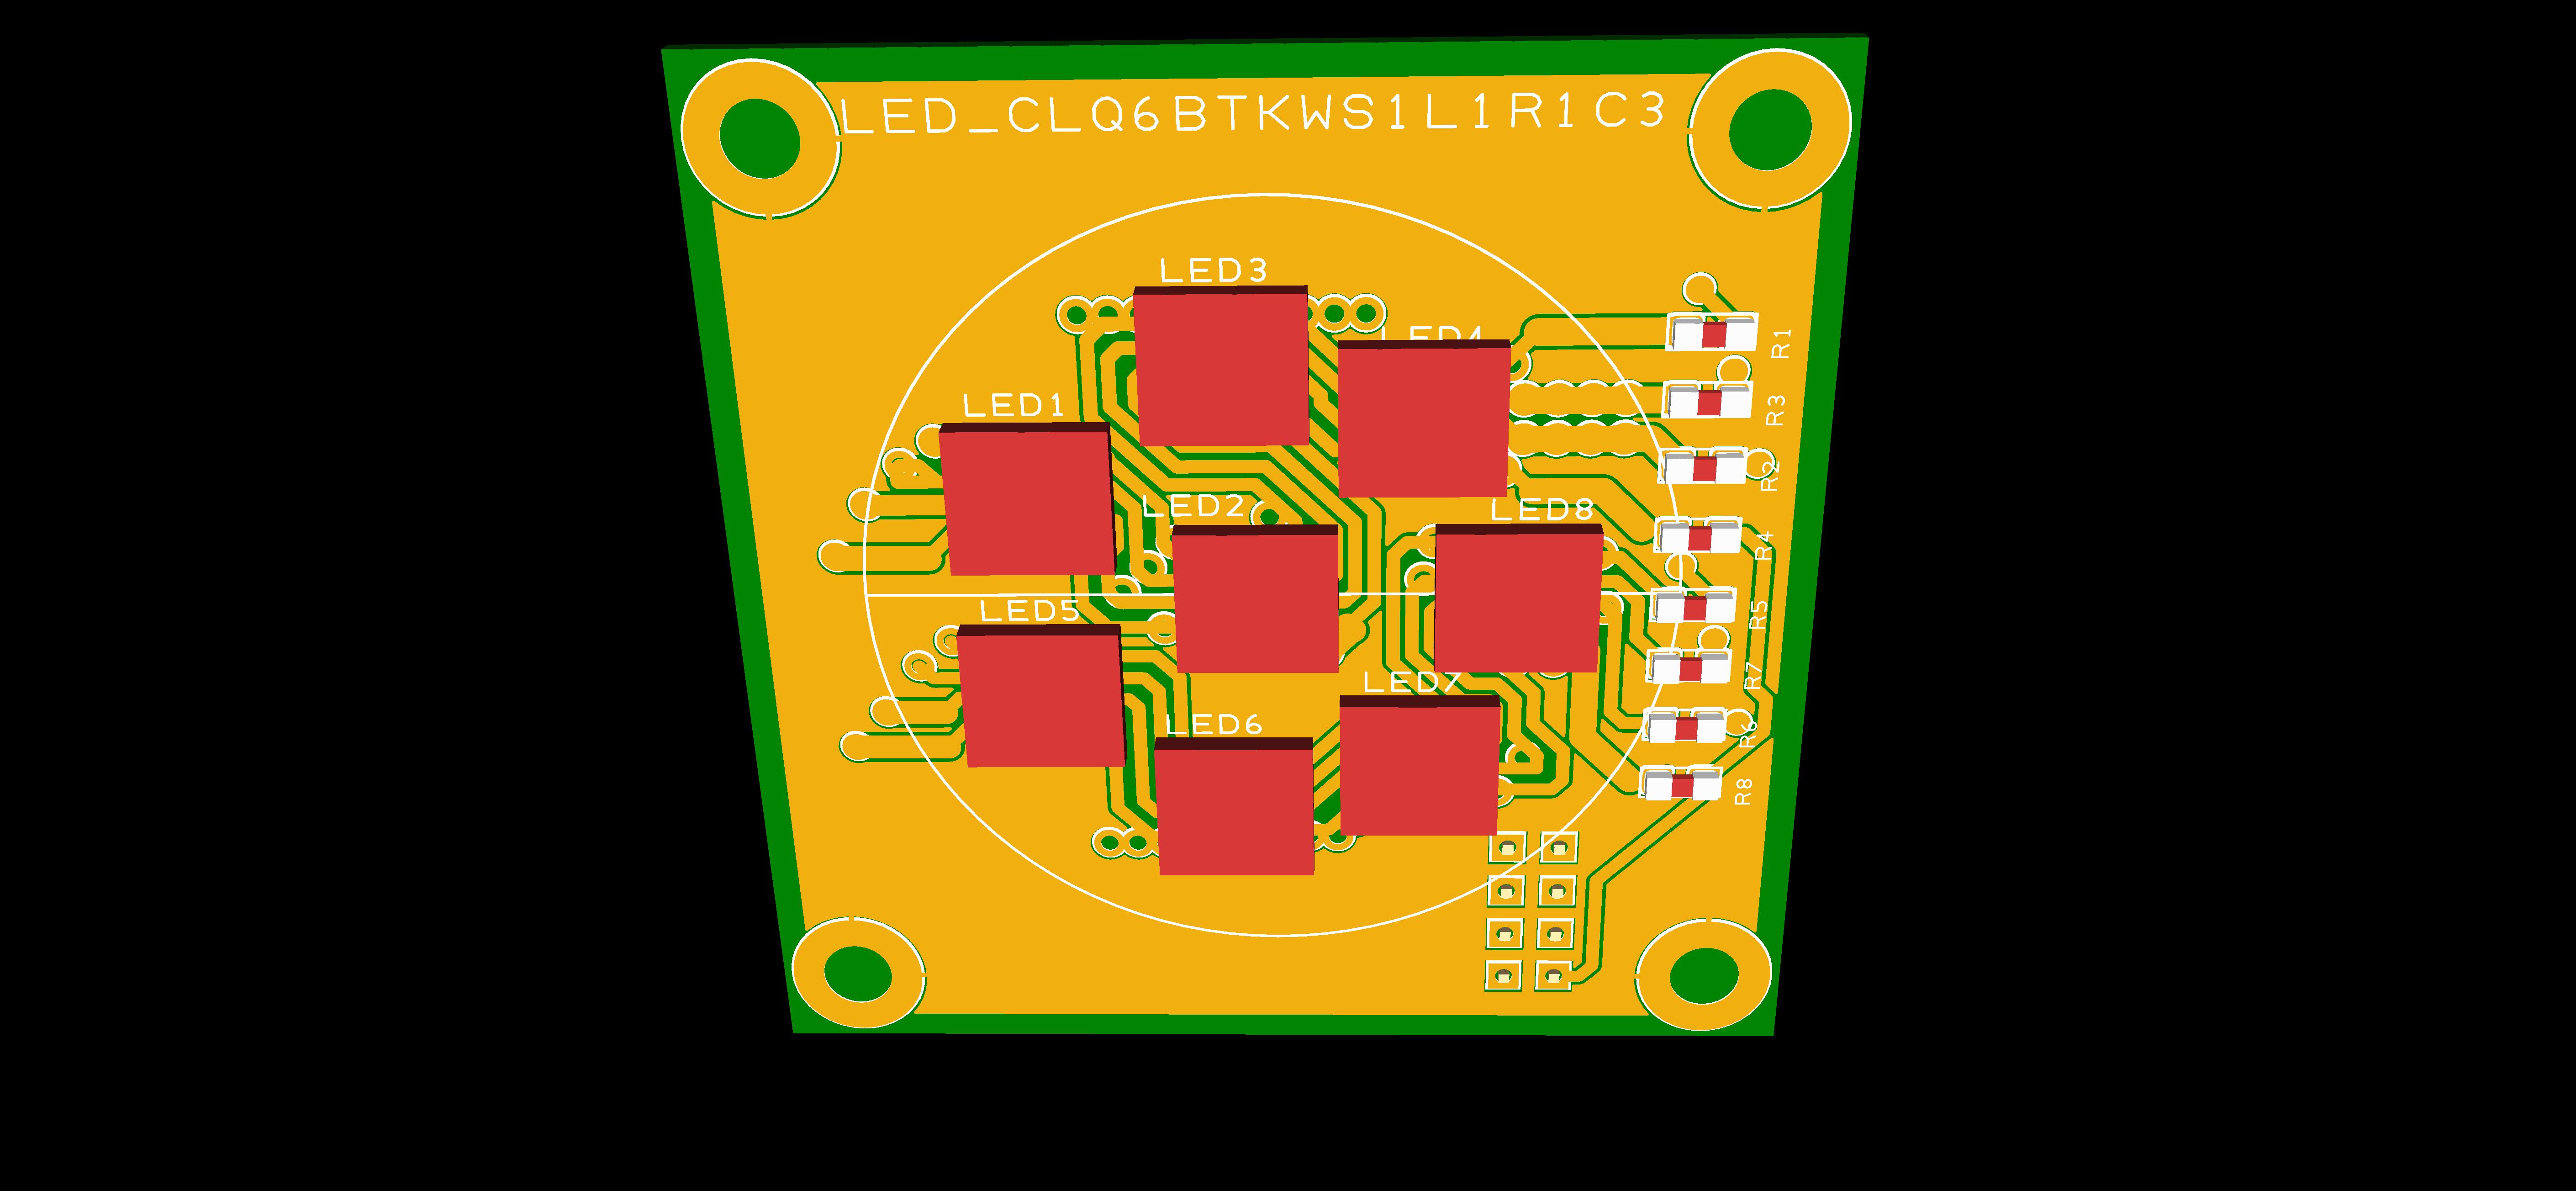 LED_CLQ6BTKWS1L1R1C3
LED3
LED4
R1
LED1
R3
R2
LED2
LED8
R4
LED5
R5
LED7
R7
LED6
R6
R8